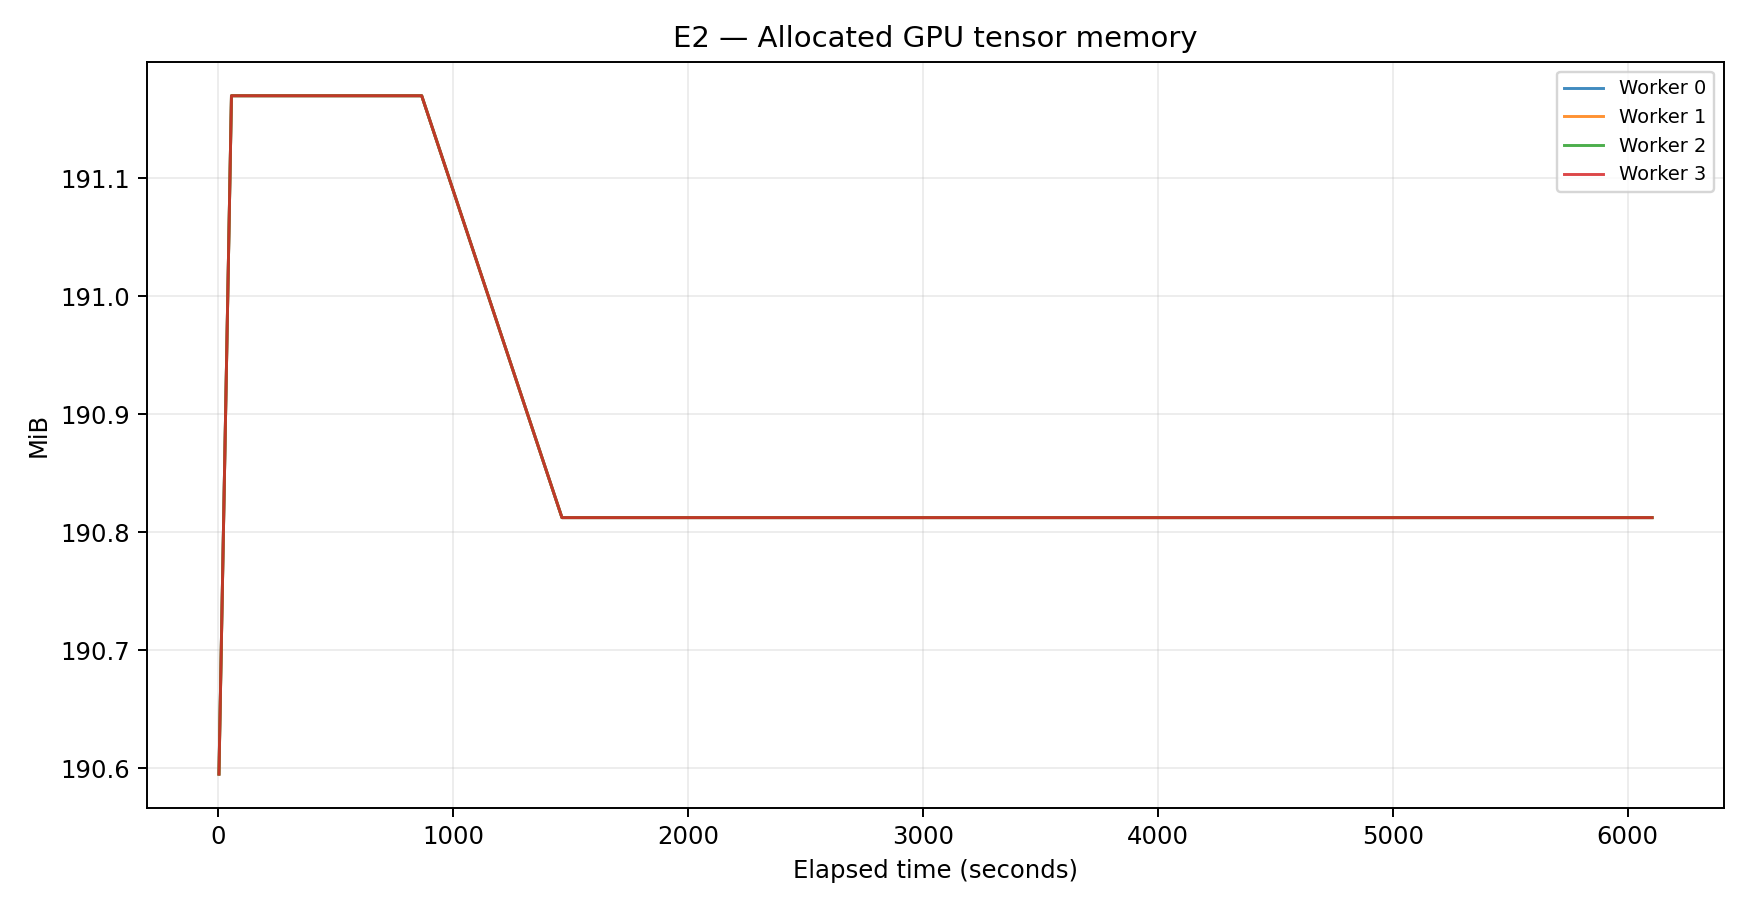 E2 — Allocated GPU tensor memory
Worker 0
Worker 1
Worker 2
Worker 3
191.1
191.0
190.9
190.8
190.7
190.6
MiB
0 1000 2000 3000 4000 5000 6000
Elapsed time (seconds)